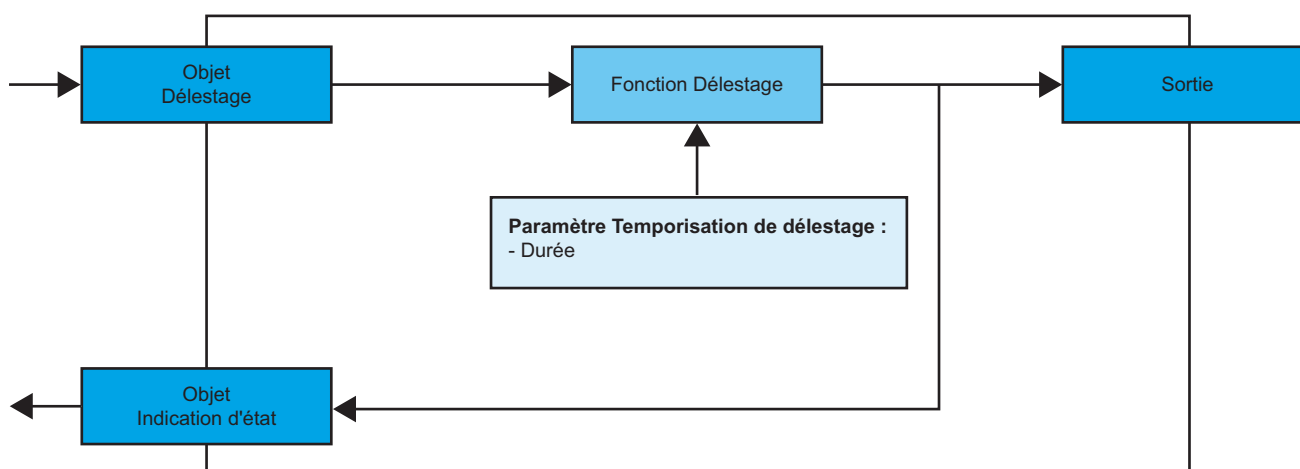 Objet
Délestage
Fonction Délestage
Sortie
Paramètre Temporisation de délestage :
- Durée
Objet
Indication d'état